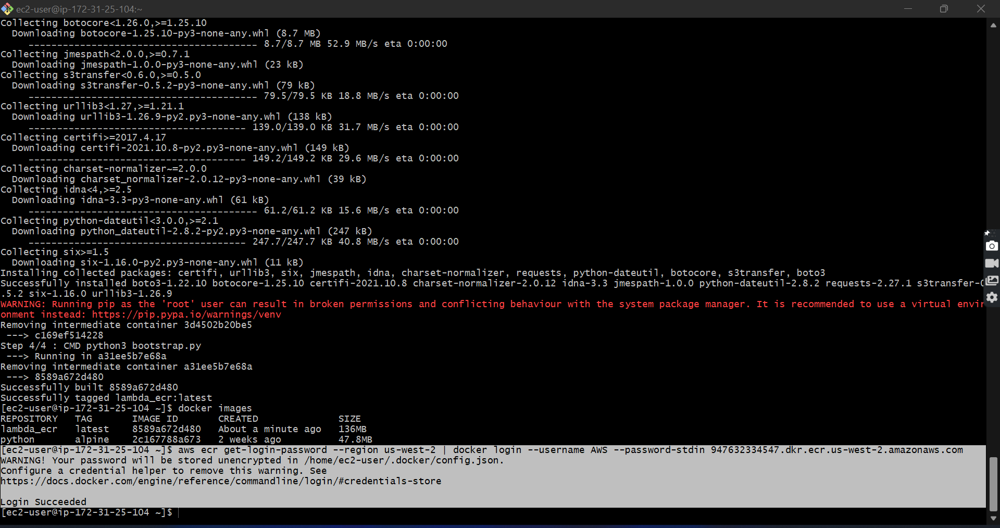 ec2-user@ip-172-31-25-104:~
Collecting botocore<1.26.0,>=1.25.10
  Downloading botocore-1.25.10-py3-none-any.whl (8.7 MB)
     ---------------------------------------- 8.7/8.7 MB 52.9 MB/s eta 0:00:00
Collecting jmespath<2.0.0,>=0.7.1
  Downloading jmespath-1.0.0-py3-none-any.whl (23 kB)
Collecting s3transfer<0.6.0,>=0.5.0
  Downloading s3transfer-0.5.2-py3-none-any.whl (79 kB)
     ---------------------------------------- 79.5/79.5 KB 18.8 MB/s eta 0:00:00
Collecting urllib3<1.27,>=1.21.1
  Downloading urllib3-1.26.9-py2.py3-none-any.whl (138 kB)
     -------------------------------------- 139.0/139.0 KB 31.7 MB/s eta 0:00:00
Collecting certifi>=2017.4.17
  Downloading certifi-2021.10.8-py2.py3-none-any.whl (149 kB)
     -------------------------------------- 149.2/149.2 KB 29.6 MB/s eta 0:00:00
Collecting charset-normalizer~=2.0.0
  Downloading charset_normalizer-2.0.12-py3-none-any.whl (39 kB)
Collecting idna<4,>=2.5
  Downloading idna-3.3-py3-none-any.whl (61 kB)
     ---------------------------------------- 61.2/61.2 KB 15.6 MB/s eta 0:00:00
Collecting python-dateutil<3.0.0,>=2.1
  Downloading python_dateutil-2.8.2-py2.py3-none-any.whl (247 kB)
     -------------------------------------- 247.7/247.7 KB 40.8 MB/s eta 0:00:00
Collecting six>=1.5
  Downloading six-1.16.0-py2.py3-none-any.whl (11 kB)
Installing collected packages: certifi, urllib3, six, jmespath, idna, charset-normalizer, requests, python-dateutil, botocore, s3transfer, boto3
Successfully installed boto3-1.22.10 botocore-1.25.10 certifi-2021.10.8 charset-normalizer-2.0.12 idna-3.3 jmespath-1.0.0 python-dateutil-2.8.2 requests-2.27.1 s3transfer-0
.5.2 six-1.16.0 urllib3-1.26.9
WARNING: Running pip as the 'root' user can result in broken permissions and conflicting behaviour with the system package manager. It is recommended to use a virtual envir
onment instead: https://pip.pypa.io/warnings/venv
Removing intermediate container 3d4502b20be5
 ---> c169ef514228
Step 4/4 : CMD python3 bootstrap.py
 ---> Running in a31ee5b7e68a
Removing intermediate container a31ee5b7e68a
 ---> 8589a672d480
Successfully built 8589a672d480
Successfully tagged lambda_ecr:latest
[ec2-user@ip-172-31-25-104 ~]$ docker images
REPOSITORY   TAG       IMAGE ID       CREATED              SIZE
lambda_ecr   latest    8589a672d480   About a minute ago   136MB
python       alpine    2c167788a673   2 weeks ago          47.8MB
[ec2-user@ip-172-31-25-104 ~]$ aws ecr get-login-password --region us-west-2 | docker login --username AWS --password-stdin 947632334547.dkr.ecr.us-west-2.amazonaws.com
WARNING! Your password will be stored unencrypted in /home/ec2-user/.docker/config.json.
Configure a credential helper to remove this warning. See
https://docs.docker.com/engine/reference/commandline/login/#credentials-store
Login Succeeded
[ec2-user@ip-172-31-25-104 ~]$